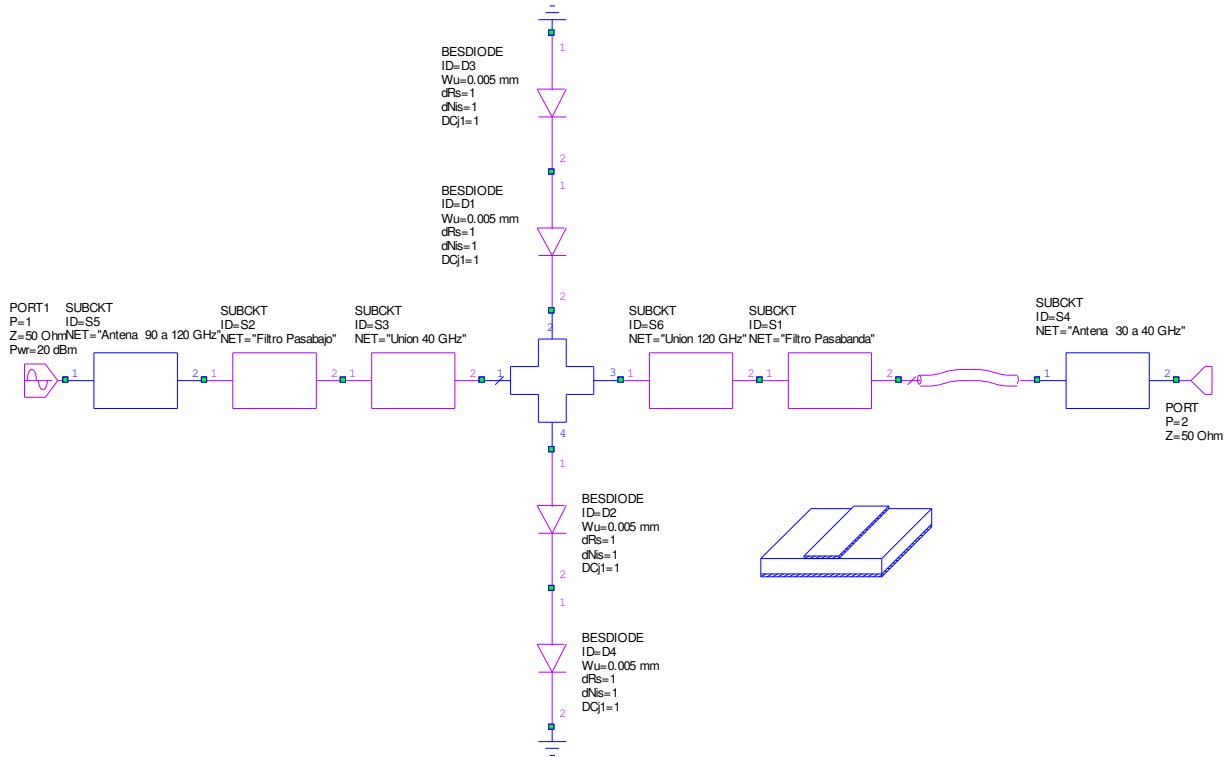 1
BESDIODE
ID=D3
Wu=0.005 mm
dRs=1
dNis=1
DCj1=1
2
1
BESDIODE
ID=D1
Wu=0.005 mm
dRs=1
dNis=1
DCj1=1
2
PORT1
P=1
Z=50 Ohm
Pwr=20 dBm
SUBCKT
ID=S5
NET="Antena 90 a 120 GHz"
1
2
SUBCKT
ID=S2
NET="Filtro Pasabajo"
1
2
SUBCKT
ID=S3
NET="Union 40 GHz"
1
2
1
2
3
4
SUBCKT
ID=S6
NET="Union 120 GHz"
1
2
SUBCKT
ID=S1
NET="Filtro Pasabanda"
1
2
SUBCKT
ID=S4
NET="Antena 30 a 40 GHz"
1
2
PORT
P=2
Z=50 Ohm
1
BESDIODE
ID=D2
Wu=0.005 mm
dRs=1
dNis=1
DCj1=1
2
1
BESDIODE
ID=D4
Wu=0.005 mm
dRs=1
dNis=1
DCj1=1
2